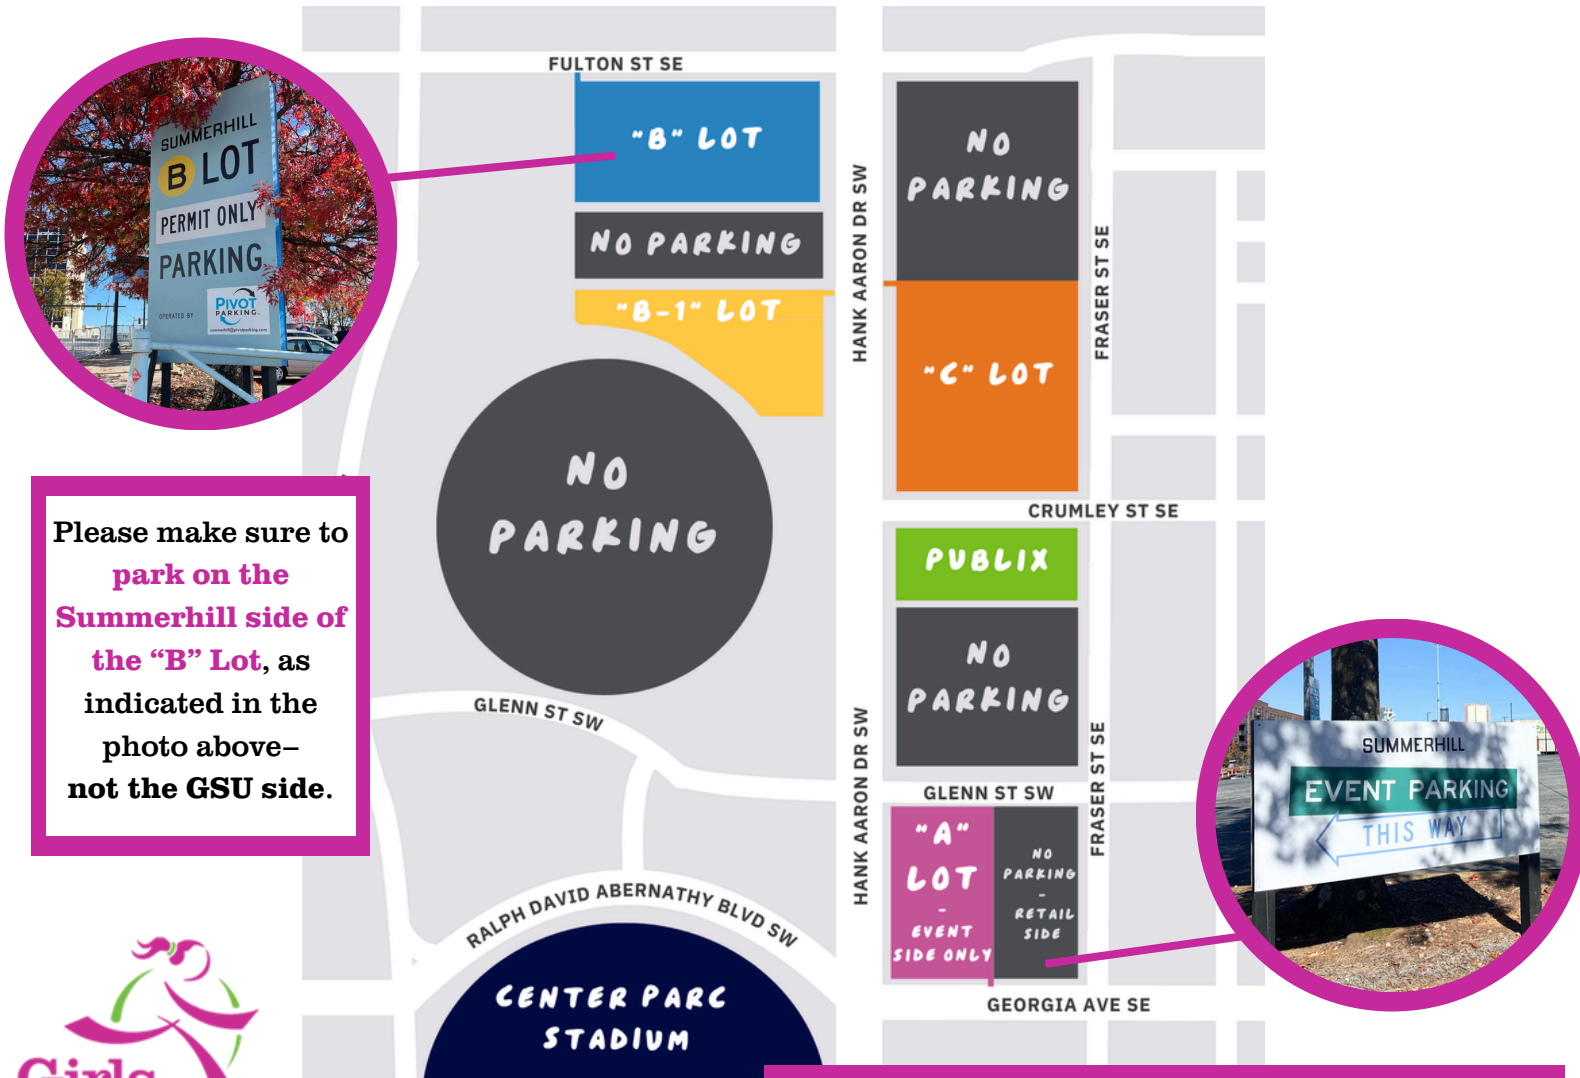 FULTON ST SE
"B" LOT
NO
PARKING
SUMMERHILL
B LOT
PERMIT ONLY
PARKING
OPERATED BY
PIVOT
PARKING
summerhill@pivotparking.com
NO PARKING
"B-1" LOT
HANK AARON DR SW
FRASER ST SE
"C" LOT
NO
PARKING
CRUMLEY ST SE
PUBLIX
Please make sure to
park on the
Summerhill side of
the “B” Lot, as
indicated in the
photo above–
not the GSU side.
NO
PARKING
GLENN ST SW
HANK AARON DR SW
FRASER ST SE
GLENN ST SW
SUMMERHILL
EVENT PARKING
THIS WAY
"A"
LOT
-
EVENT
SIDE ONLY
NO
PARKING
-
RETAIL
SIDE
RALPH DAVID ABERNATHY BLVD SW
CENTER PARC
STADIUM
GEORGIA AVE SE
Girls